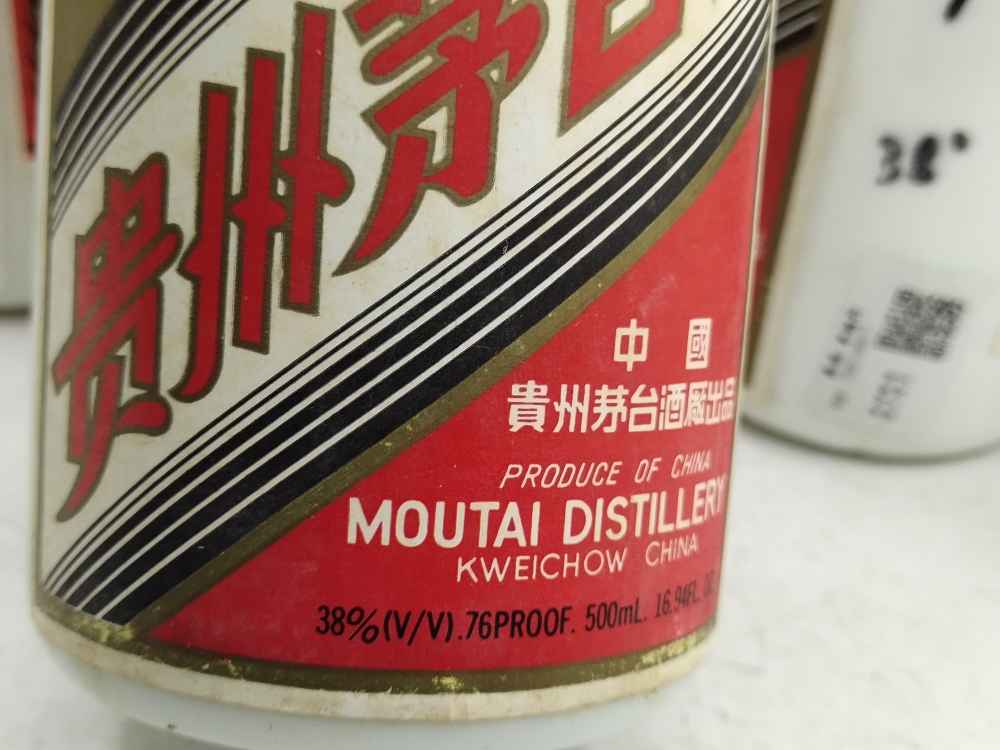 貴州茅台
中國
貴州茅台酒廠出品
PRODUCE OF CHINA
MOUTAI DISTILLERY
KWEICHOW CHINA
38%(V/V).76PROOF. 500mL. 16.94FL.
38°